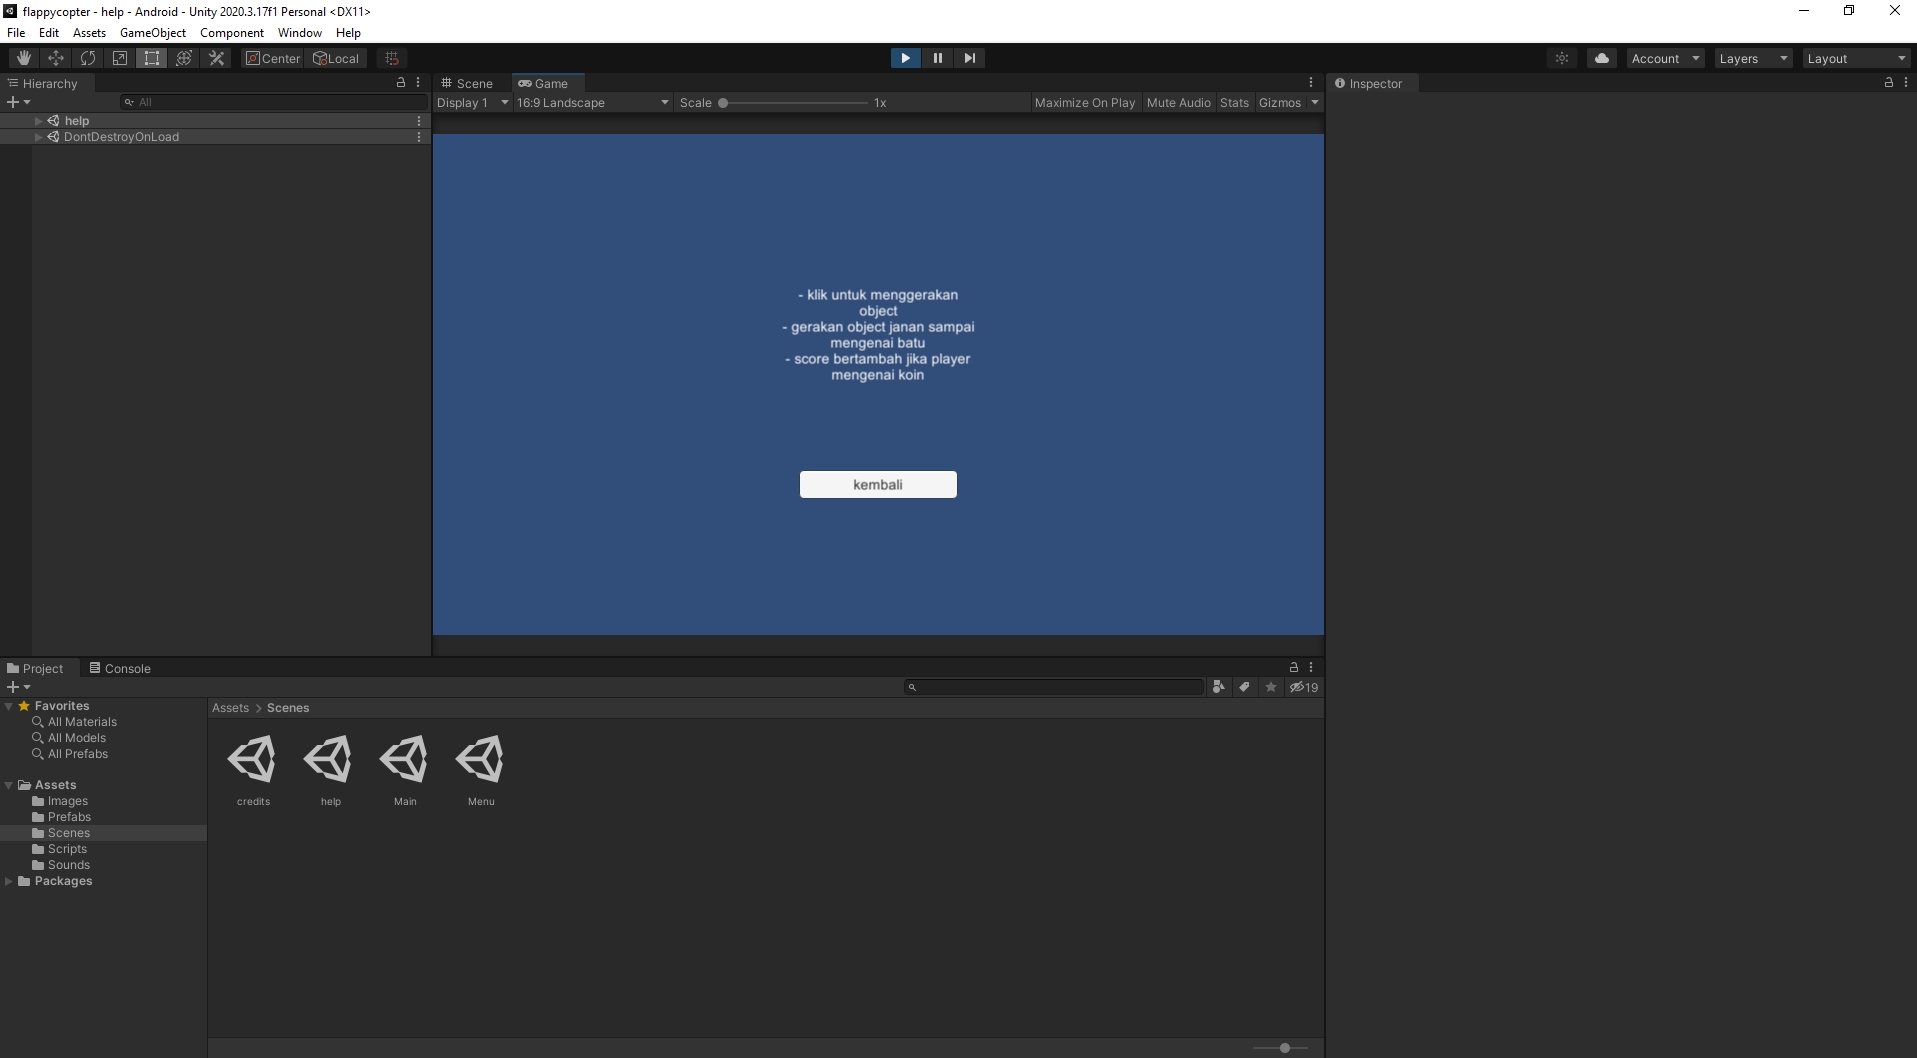 flappycopter - help - Android - Unity 2020.3.17f1 Personal <DX11>
File Edit Assets GameObject Component Window Help
Center Local Account Layers Layout
Hierarchy
All
help
DontDestroyOnLoad
Scene Game
Display 1 16:9 Landscape Scale 1x Maximize On Play Mute Audio Stats Gizmos
- klik untuk menggerakan
object
- gerakan object janan sampai
mengenai batu
- score bertambah jika player
mengenai koin
kembali
Inspector
Project Console
19
Favorites
All Materials
All Models
All Prefabs
Assets
Images
Prefabs
Scenes
Scripts
Sounds
Packages
Assets > Scenes
credits help Main Menu